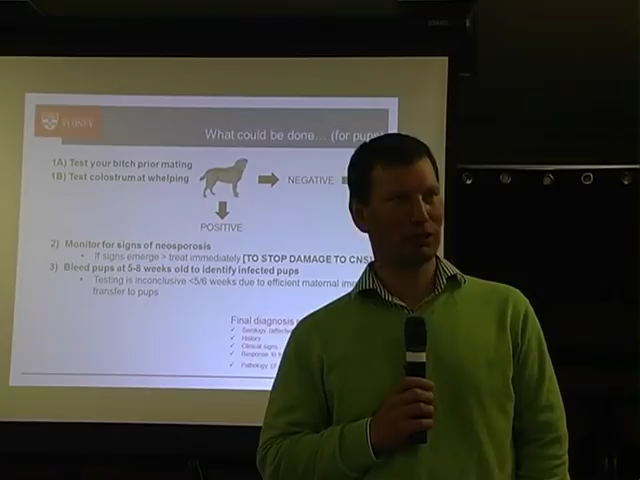 SYDNEY
What could be done... (for pups
1A) Test your bitch prior mating
1B) Test colostrum at whelping
NEGATIVE
POSITIVE
2) Monitor for signs of neosporosis
• If signs emerge > treat immediately [TO STOP DAMAGE TO CNS]
3) Bleed pups at 5-8 weeks old to identify infected pups
• Testing is inconclusive <5/6 weeks due to efficient maternal
transfer to pups
Final diagnosis
✓ Serology
✓ History
✓ Clinical signs
✓ Response
✓ Pathology